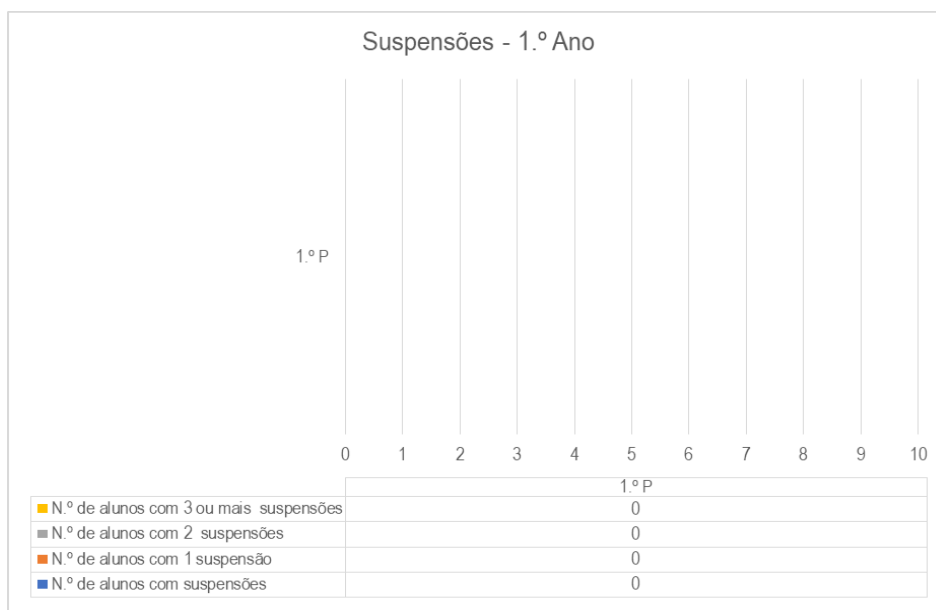 Suspensões - 1.º Ano
1.º P
0 1 2 3 4 5 6 7 8 9 10
1.º P
N.º de alunos com 3 ou mais  suspensões 0
N.º de alunos com 2  suspensões 0
N.º de alunos com 1 suspensão 0
N.º de alunos com suspensões 0